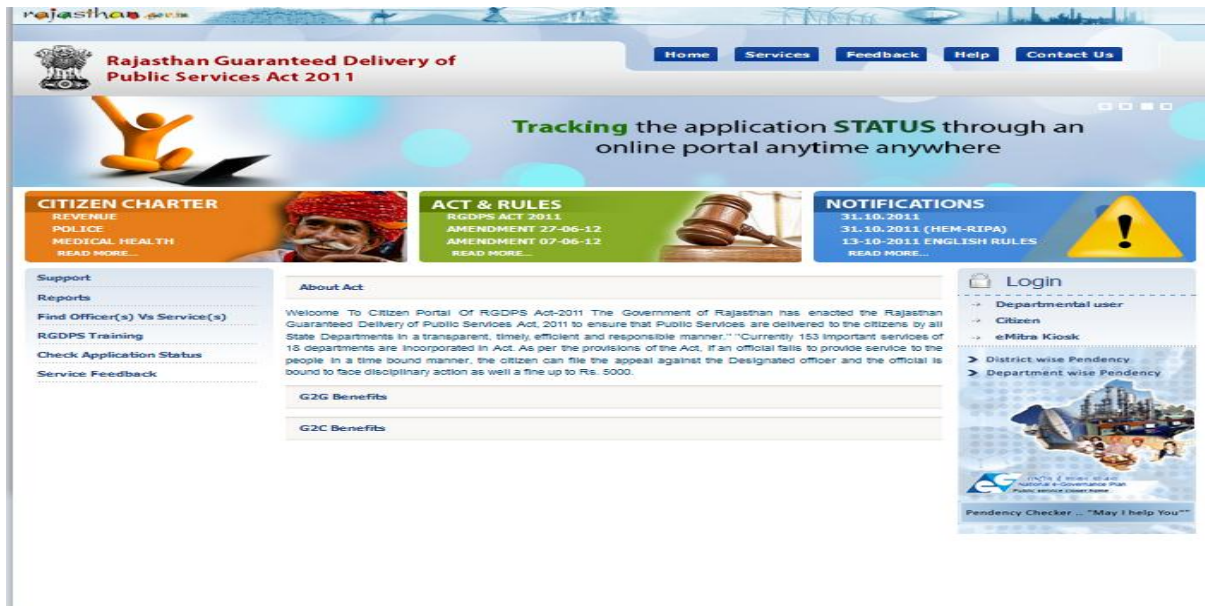 rajasthan.gov.in
Rajasthan Guaranteed Delivery of
Public Services Act 2011
Home
Services
Feedback
Help
Contact Us
Tracking the application STATUS through an
online portal anytime anywhere
CITIZEN CHARTER
REVENUE
POLICE
MEDICAL HEALTH
READ MORE...
ACT & RULES
RGDPS ACT 2011
AMENDMENT 27-06-12
AMENDMENT 07-06-12
READ MORE...
NOTIFICATIONS
31.10.2011
31.10.2011 (HEM-RIPA)
13-10-2011 ENGLISH RULES
READ MORE...
Support
Reports
Find Officer(s) Vs Service(s)
RGDPS Training
Check Application Status
Service Feedback
About Act
Welcome To Citizen Portal Of RGDPS Act-2011 The Government of Rajasthan has enacted the Rajasthan
Guaranteed Delivery of Public Services Act, 2011 to ensure that Public Services are delivered to the citizens by all
State Departments in a transparent, timely, efficient and responsible manner." "Currently 153 important services of
18 departments are incorporated in Act. As per the provisions of the Act, if an official fails to provide service to the
people in a time bound manner, the citizen can file the appeal against the Designated officer and the official is
bound to face disciplinary action as well a fine up to Rs. 5000.
G2G Benefits
G2C Benefits
Login
Departmental user
Citizen
eMitra Kiosk
District wise Pendency
Department wise Pendency
National e-Governance Plan
Public service closer home
Pendency Checker .. "May I help You""